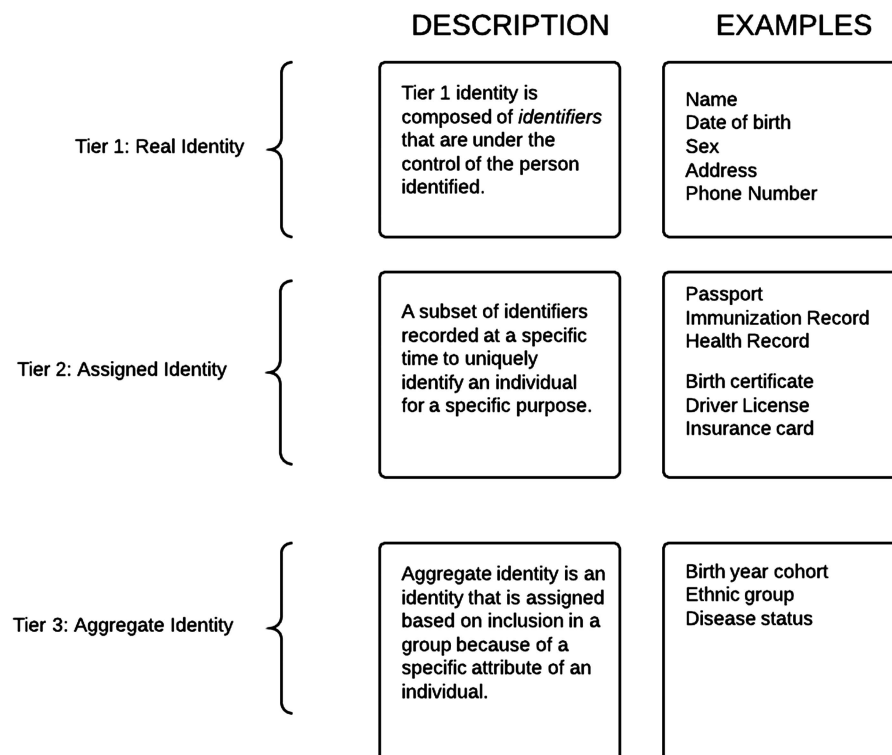 DESCRIPTION
EXAMPLES
Tier 1: Real Identity
Tier 1 identity is
composed of identifiers
that are under the
control of the person
identified.
Name
Date of birth
Sex
Address
Phone Number
Tier 2: Assigned Identity
A subset of identifiers
recorded at a specific
time to uniquely
identify an individual
for a specific purpose.
Passport
Immunization Record
Health Record
Birth certificate
Driver License
Insurance card
Tier 3: Aggregate Identity
Aggregate identity is an
identity that is assigned
based on inclusion in a
group because of a
specific attribute of an
individual.
Birth year cohort
Ethnic group
Disease status